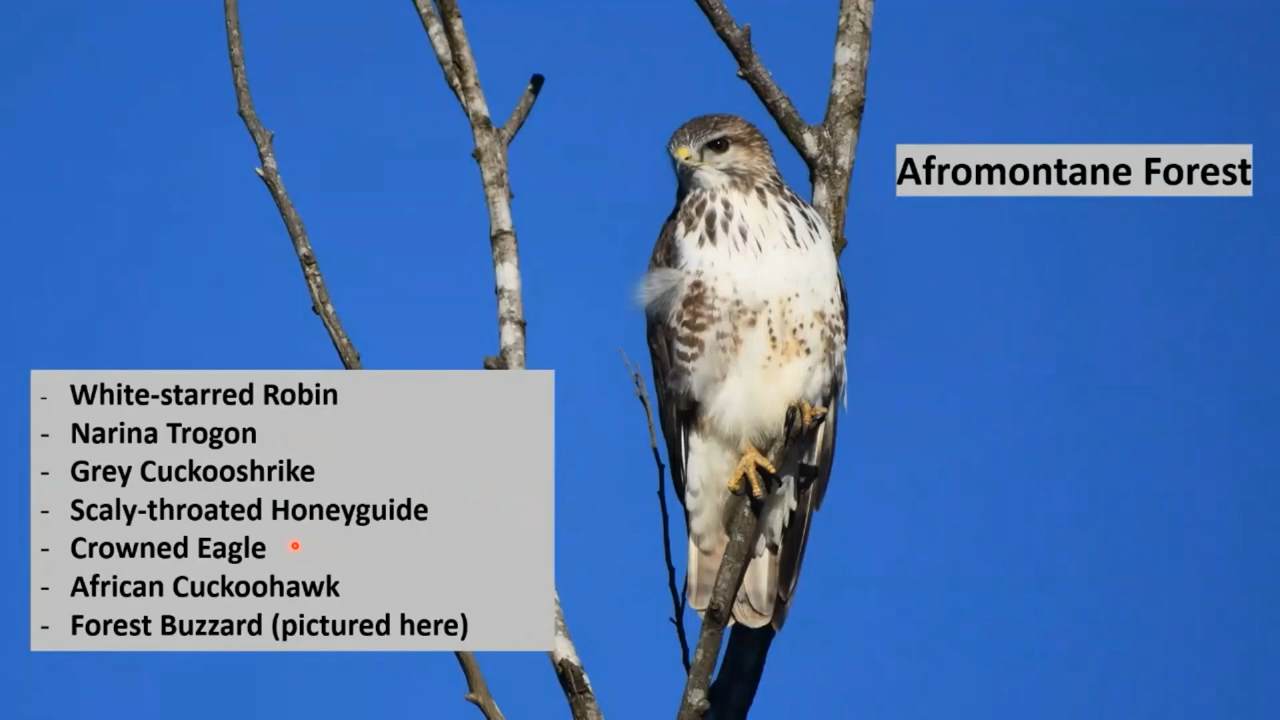 Afromontane Forest
- White-starred Robin
- Narina Trogon
- Grey Cuckooshrike
- Scaly-throated Honeyguide
- Crowned Eagle
- African Cuckoohawk
- Forest Buzzard (pictured here)